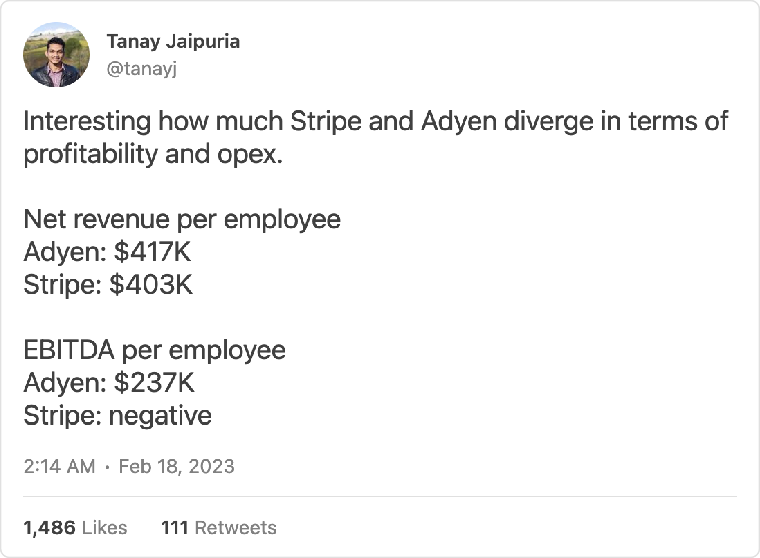 Tanay Jaipuria
@tanayj
Interesting how much Stripe and Adyen diverge in terms of
profitability and opex.
Net revenue per employee
Adyen: $417K
Stripe: $403K
EBITDA per employee
Adyen: $237K
Stripe: negative
2:14 AM · Feb 18, 2023
1,486 Likes 111 Retweets